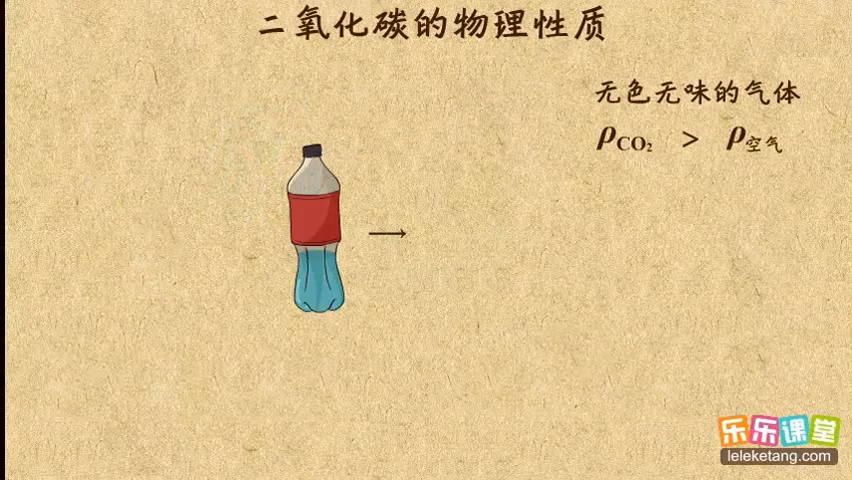 二氧化碳的物理性质
无色无味的气体
ρCO₂ > ρ空气
乐乐课堂
leleketang.com